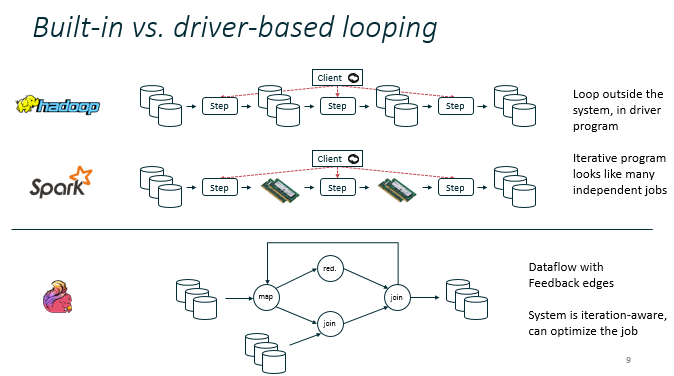 Built-in vs. driver-based looping
Client
hadoop
Step
Step
Step
Loop outside the
system, in driver
program
Client
Spark
Step
Step
Step
Iterative program
looks like many
independent jobs
red.
map
join
join
Dataflow with
Feedback edges
System is iteration-aware,
can optimize the job
9